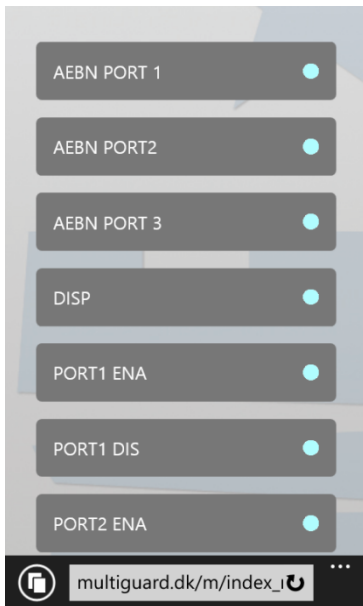 AEBN PORT 1
AEBN PORT2
AEBN PORT 3
DISP
PORT1 ENA
PORT1 DIS
PORT2 ENA
multiguard.dk/m/index_